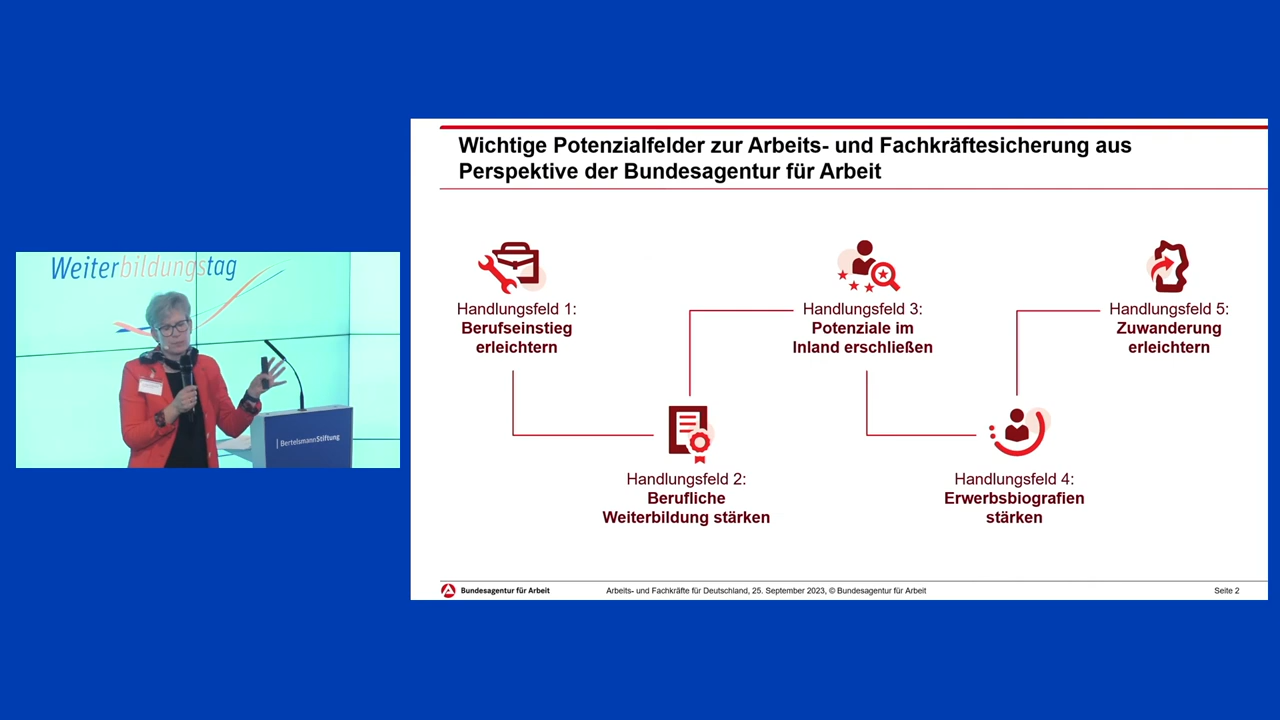 Weiterbildungstag
BertelsmannStiftung
Wichtige Potenzialfelder zur Arbeits- und Fachkräftesicherung aus
Perspektive der Bundesagentur für Arbeit
Handlungsfeld 1:
Berufseinstieg
erleichtern
Handlungsfeld 2:
Berufliche
Weiterbildung stärken
Handlungsfeld 3:
Potenziale im
Inland erschließen
Handlungsfeld 4:
Erwerbsbiografien
stärken
Handlungsfeld 5:
Zuwanderung
erleichtern
Bundesagentur für Arbeit
Arbeits- und Fachkräfte für Deutschland, 25. September 2023, © Bundesagentur für Arbeit
Seite 2